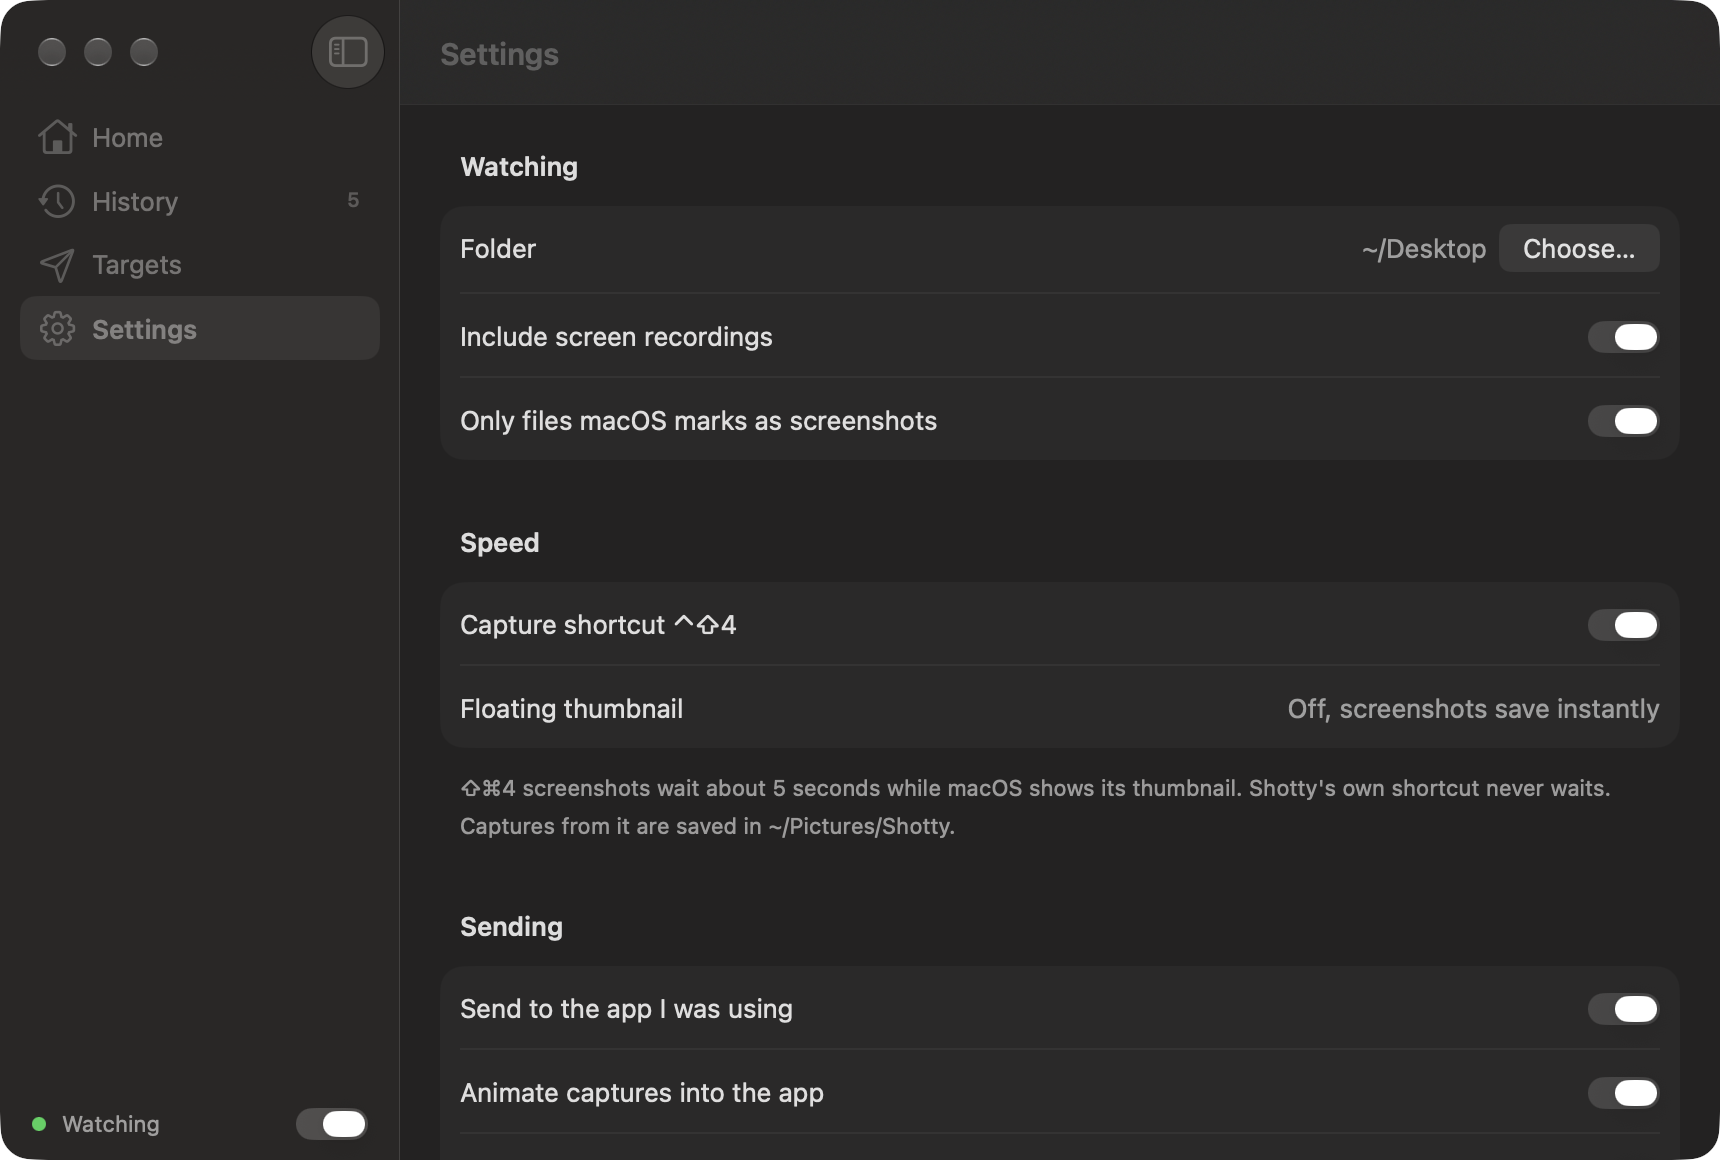 Settings
Home
History 5
Targets
Settings
Watching
Folder ~/Desktop Choose...
Include screen recordings
Only files macOS marks as screenshots
Speed
Capture shortcut ^⇧4
Floating thumbnail Off, screenshots save instantly
⇧⌘4 screenshots wait about 5 seconds while macOS shows its thumbnail. Shotty's own shortcut never waits.
Captures from it are saved in ~/Pictures/Shotty.
Sending
Send to the app I was using
Animate captures into the app
Watching